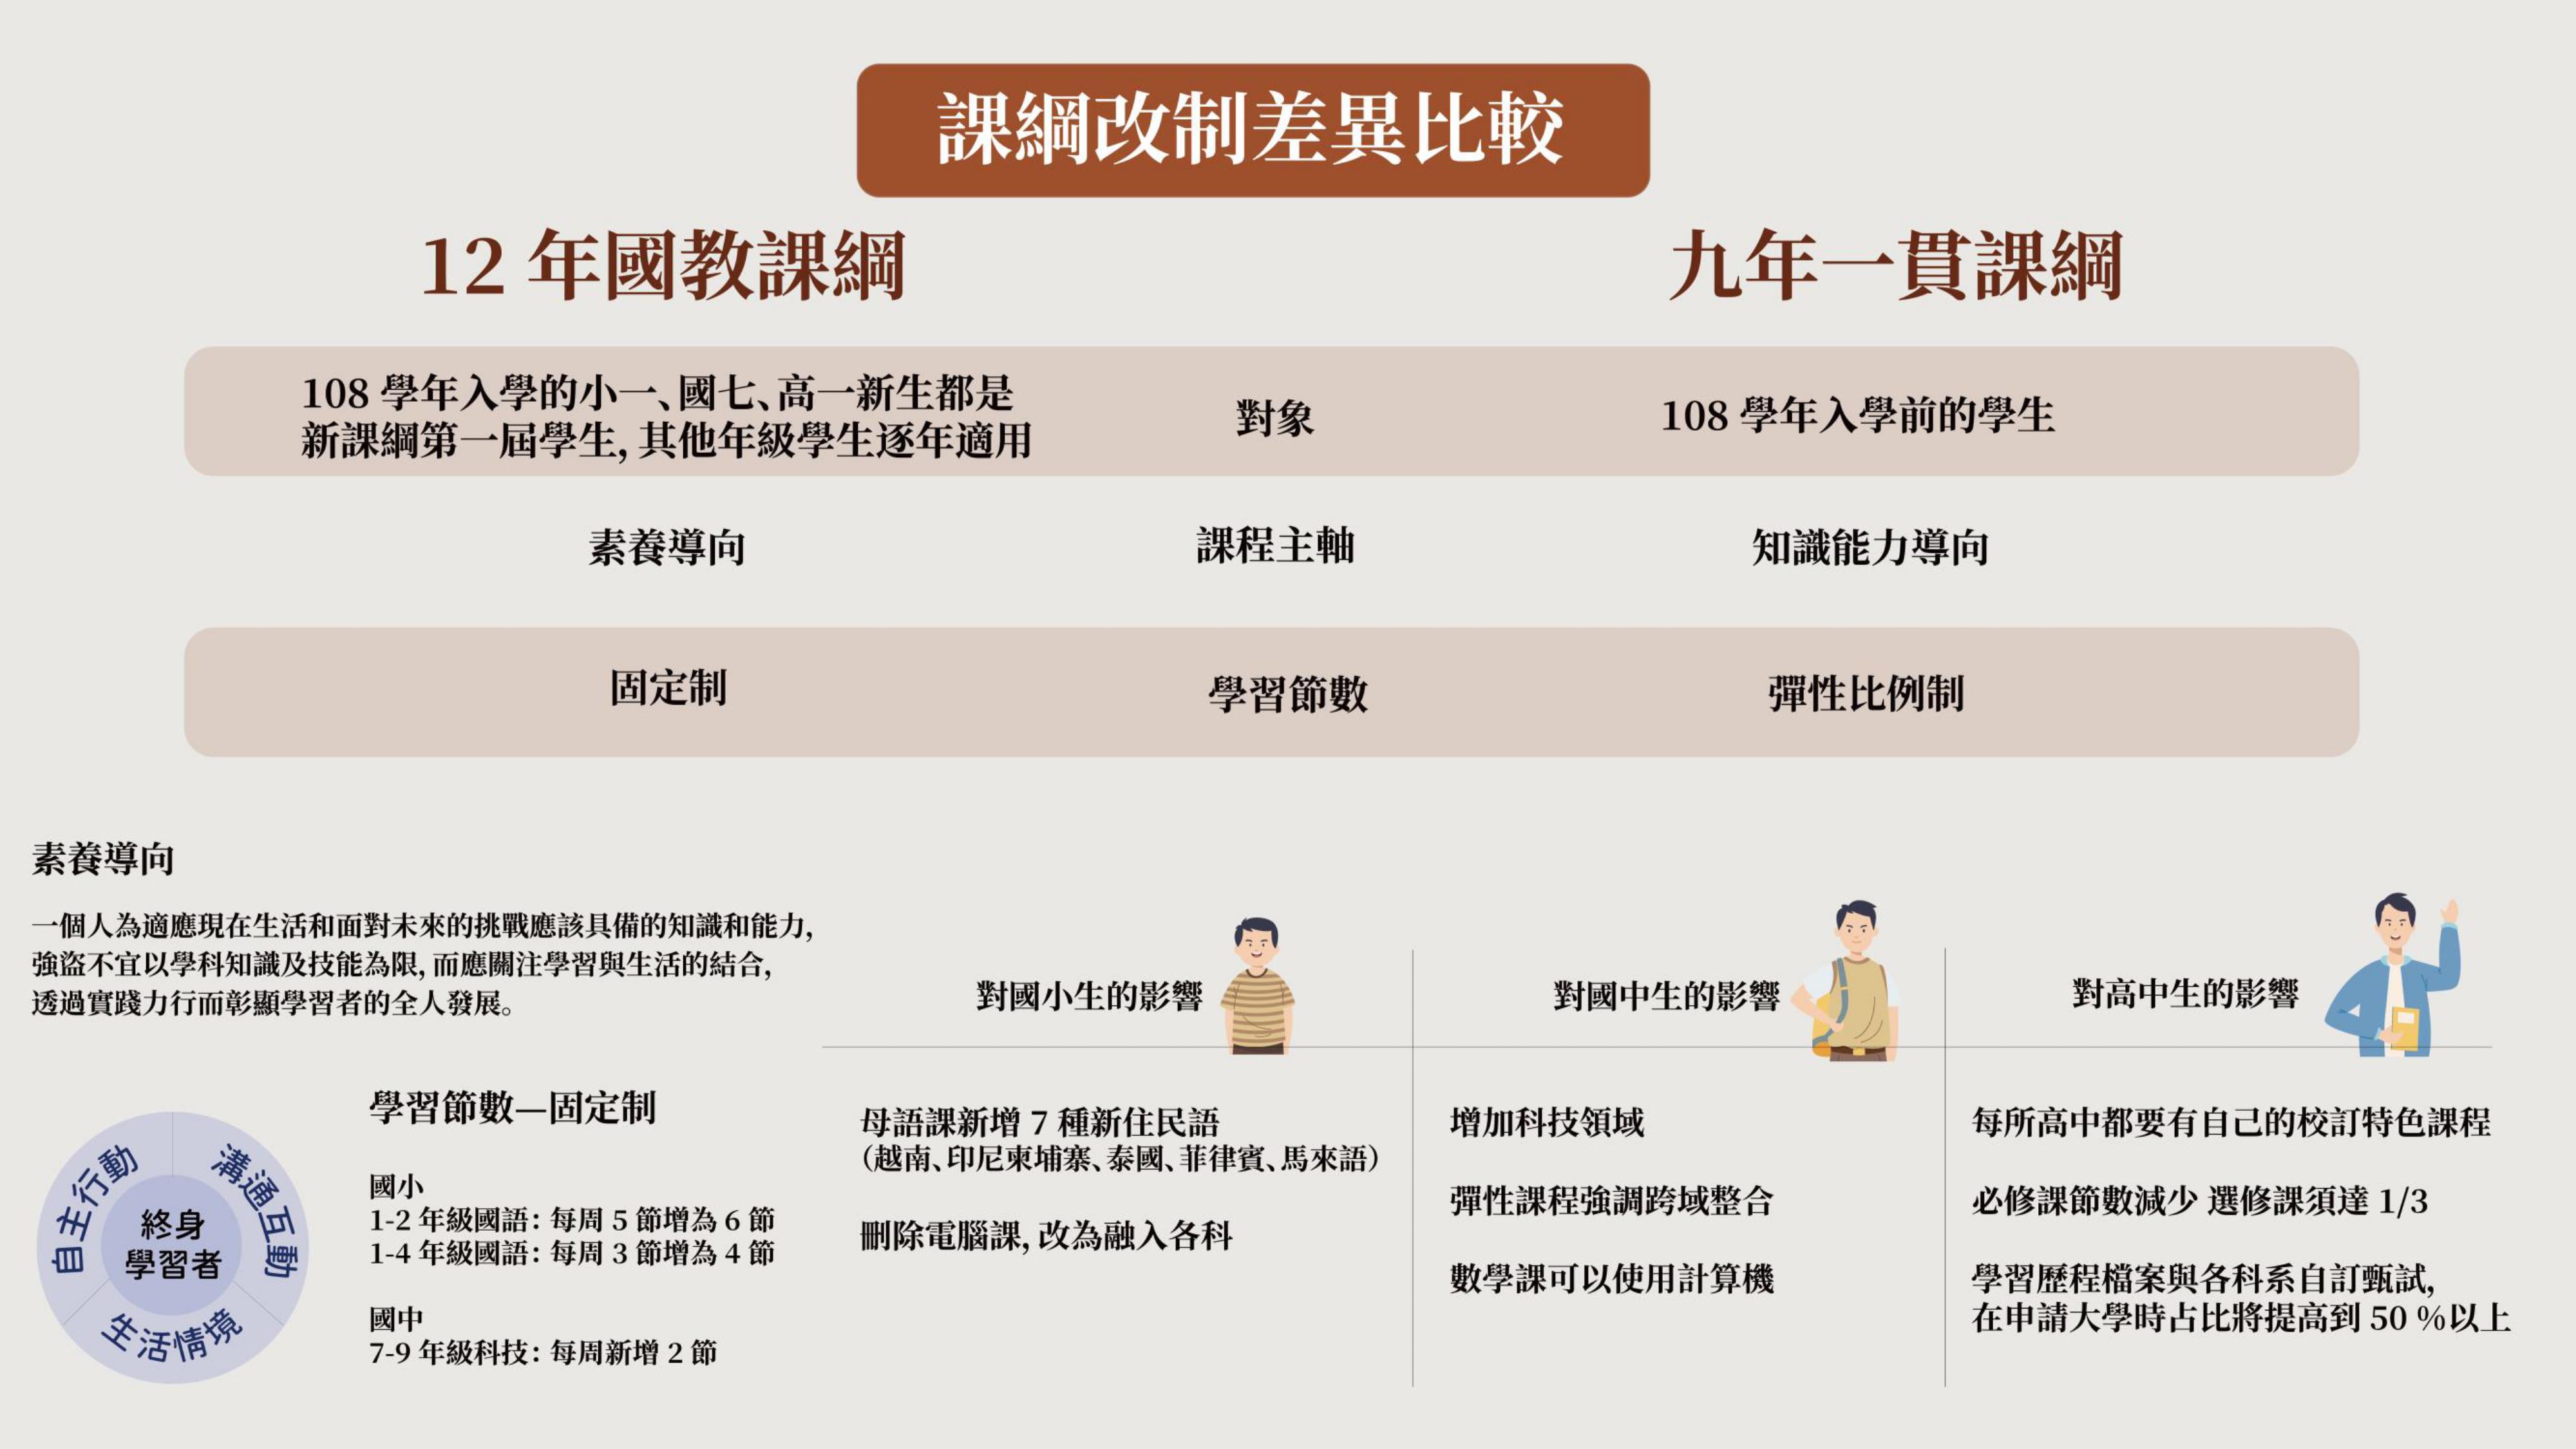 課綱改制差異比較
12 年國教課綱
九年一貫課綱
108 學年入學的小一、國七、高一新生都是
新課綱第一屆學生, 其他年級學生逐年適用
對象
108 學年入學前的學生
素養導向
課程主軸
知識能力導向
固定制
學習節數
彈性比例制
素養導向
一個人為適應現在生活和面對未來的挑戰應該具備的知識和能力,
強盜不宜以學科知識及技能為限, 而應關注學習與生活的結合,
透過實踐力行而彰顯學習者的全人發展。
自主行動
溝通互動
生活情境
終身
學習者
學習節數—固定制
國小
1-2 年級國語: 每周 5 節增為 6 節
1-4 年級國語: 每周 3 節增為 4 節
國中
7-9 年級科技: 每周新增 2 節
對國小生的影響
母語課新增 7 種新住民語
(越南、印尼柬埔寨、泰國、菲律賓、馬來語)
刪除電腦課, 改為融入各科
對國中生的影響
增加科技領域
彈性課程強調跨域整合
數學課可以使用計算機
對高中生的影響
每所高中都要有自己的校訂特色課程
必修課節數減少 選修課須達 1/3
學習歷程檔案與各科系自訂甄試,
在申請大學時占比將提高到 50 %以上